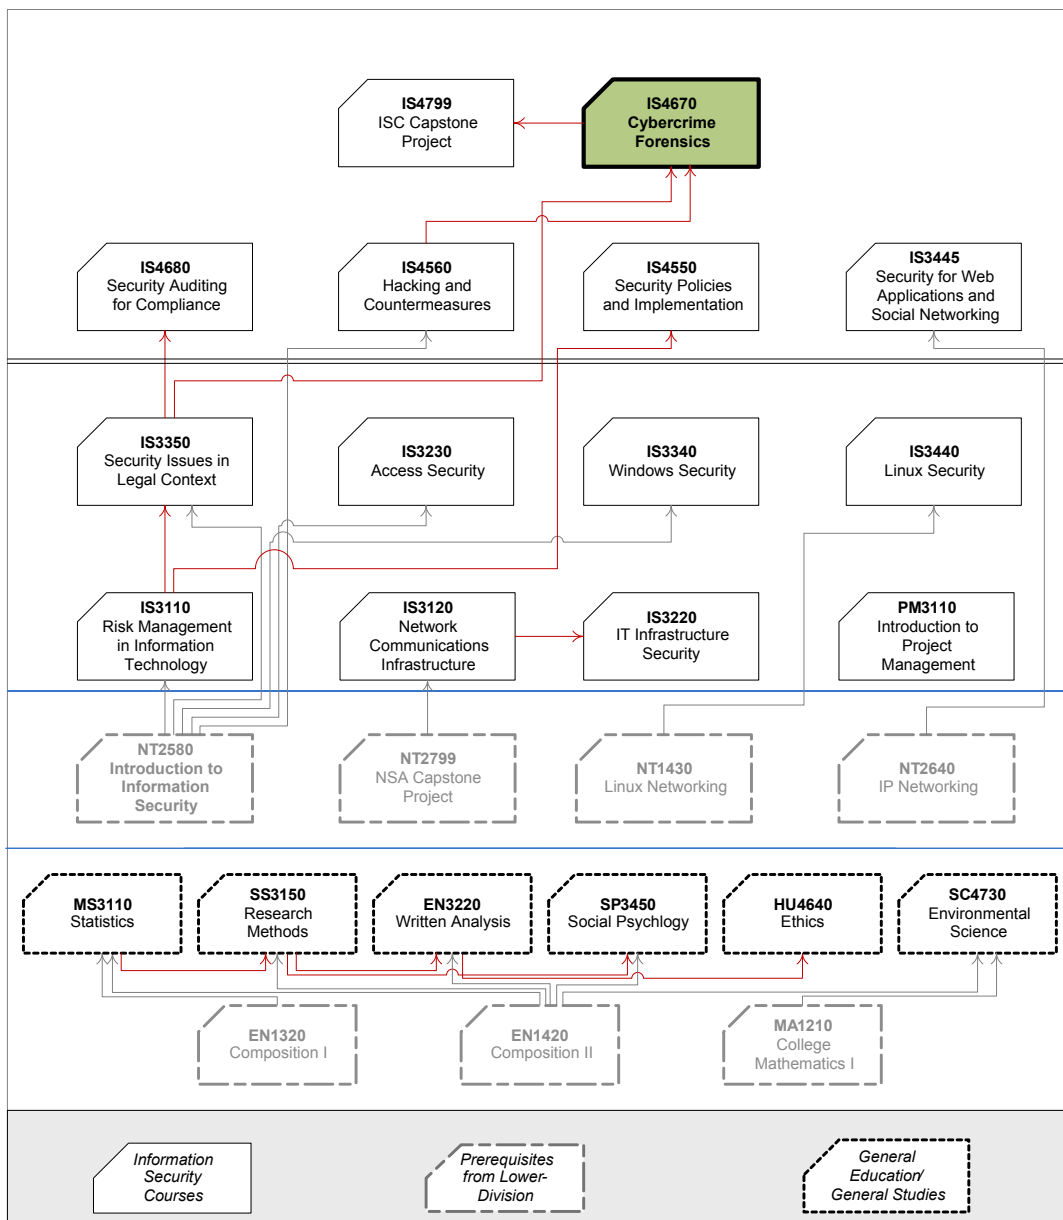 IS4799
ISC Capstone
Project
IS4670
Cybercrime
Forensics
IS4680
Security Auditing
for Compliance
IS4560
Hacking and
Countermeasures
IS4550
Security Policies
and Implementation
IS3445
Security for Web
Applications and
Social Networking
IS3350
Security Issues in
Legal Context
IS3230
Access Security
IS3340
Windows Security
IS3440
Linux Security
IS3110
Risk Management
in Information
Technology
IS3120
Network
Communications
Infrastructure
IS3220
IT Infrastructure
Security
PM3110
Introduction to
Project
Management
NT2580
Introduction to
Information
Security
NT2799
NSA Capstone
Project
NT1430
Linux Networking
NT2640
IP Networking
MS3110
Statistics
SS3150
Research
Methods
EN3220
Written Analysis
SP3450
Social Psychlogy
HU4640
Ethics
SC4730
Environmental
Science
EN1320
Composition I
EN1420
Composition II
MA1210
College
Mathematics I
Information
Security
Courses
Prerequisites
from Lower-
Division
General
Education/
General Studies